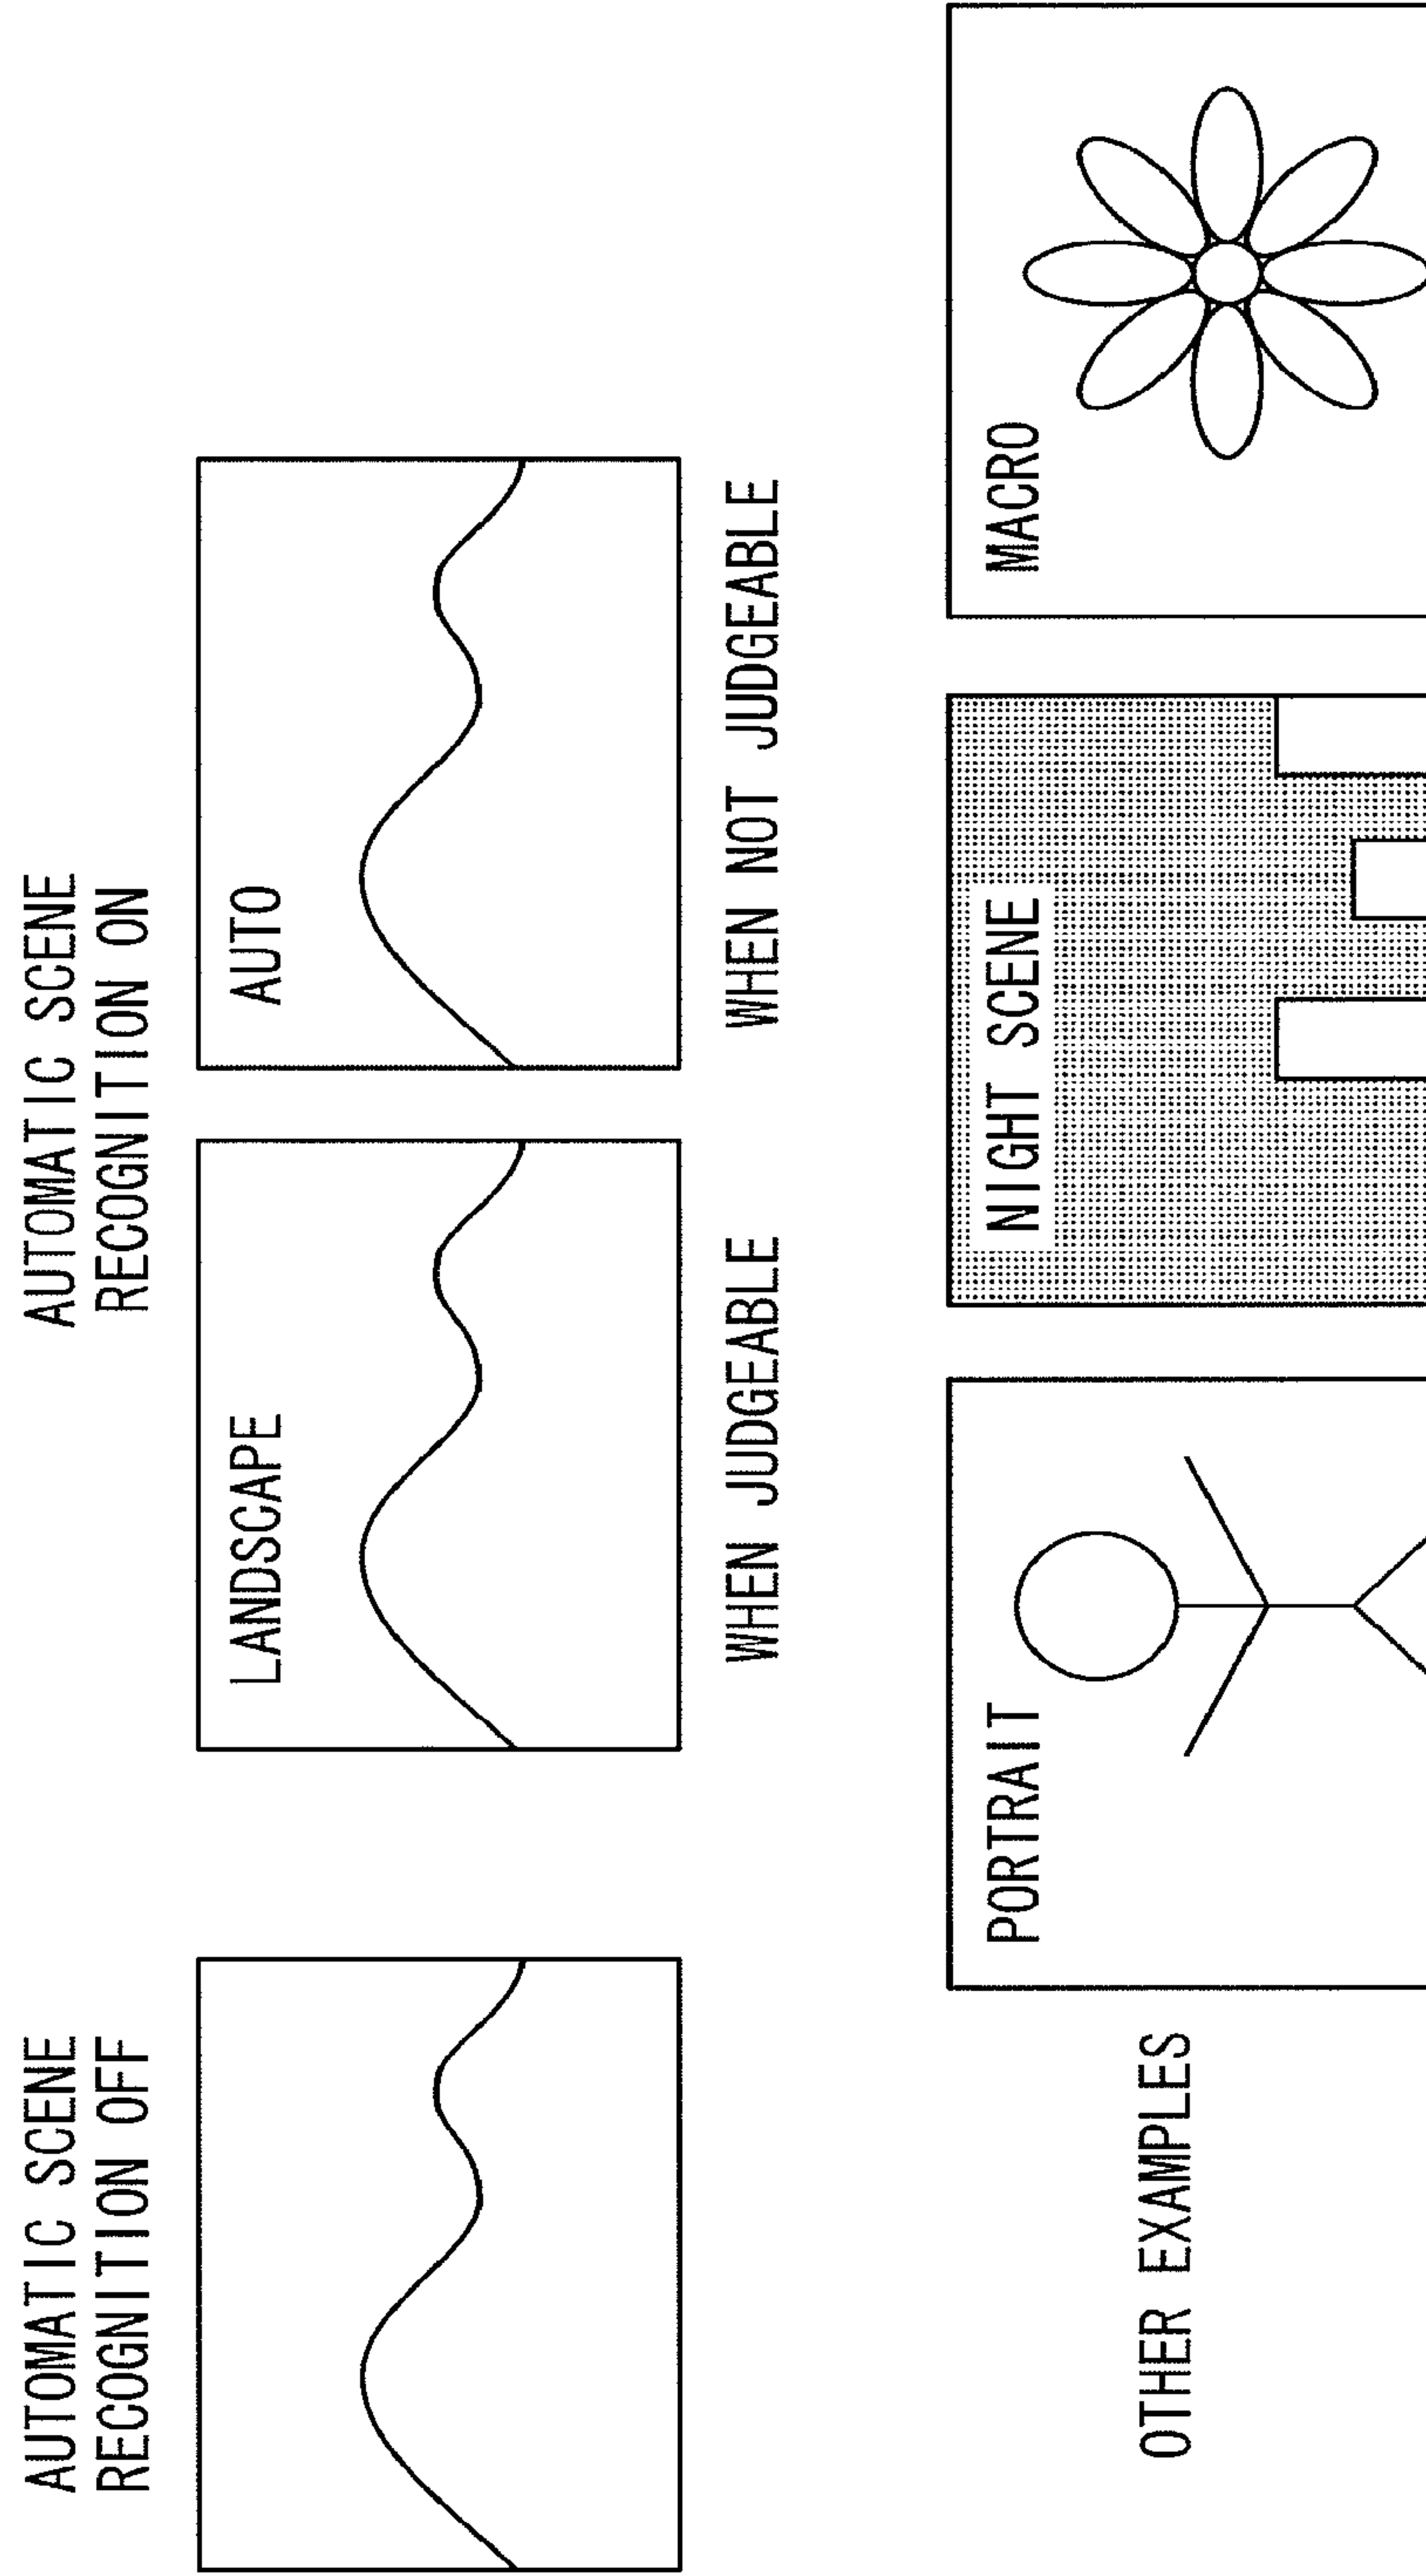 AUTOMATIC SCENE
RECOGNITION OFF
AUTOMATIC SCENE
RECOGNITION ON
LANDSCAPE
AUTO
WHEN JUDGEABLE
WHEN NOT JUDGEABLE
OTHER EXAMPLES
PORTRAIT
NIGHT SCENE
MACRO